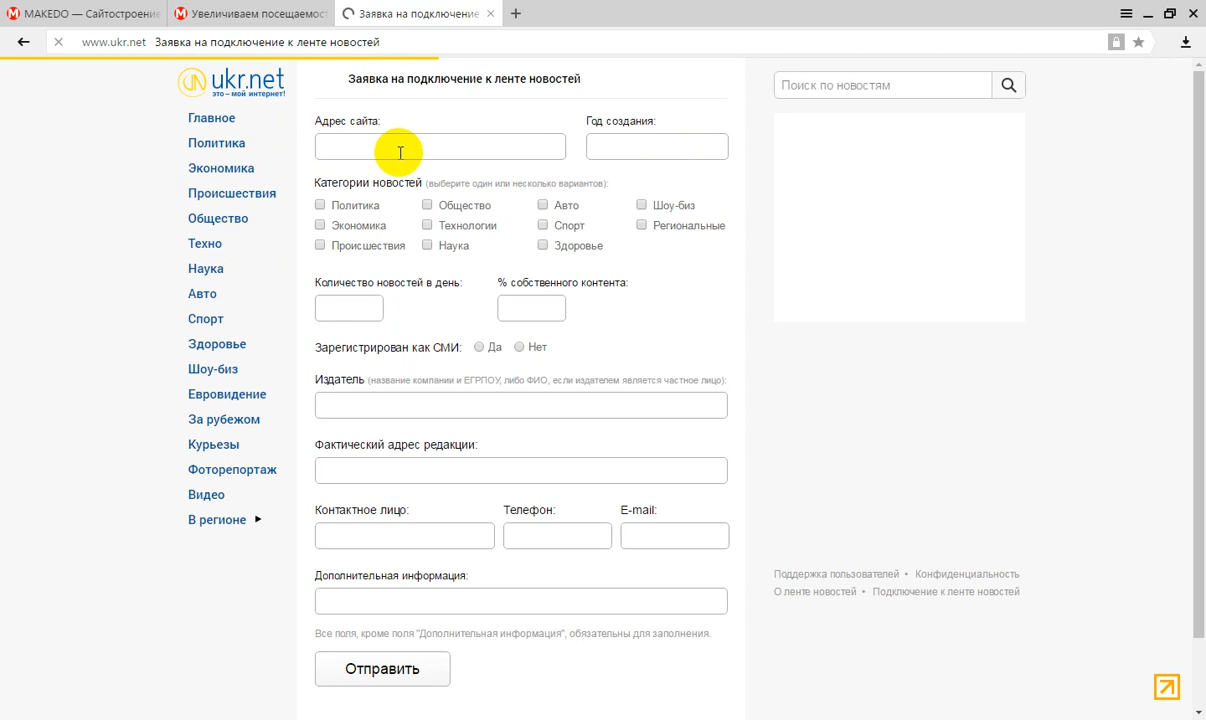 MAKEDO — Сайтостроение
Увеличиваем посещаемост
Заявка на подключение
www.ukr.net Заявка на подключение к ленте новостей
ukr.net
это – мой интернет!
Главное
Политика
Экономика
Происшествия
Общество
Техно
Наука
Авто
Спорт
Здоровье
Шоу-биз
Евровидение
За рубежом
Курьезы
Фоторепортаж
Видео
В регионе
Заявка на подключение к ленте новостей
Адрес сайта: Год создания:
Категории новостей (выберите один или несколько вариантов):
Политика Общество Авто Шоу-биз
Экономика Технологии Спорт Региональные
Происшествия Наука Здоровье
Количество новостей в день: % собственного контента:
Зарегистрирован как СМИ: Да Нет
Издатель (название компании и ЕГРПОУ, либо ФИО, если издателем является частное лицо):
Фактический адрес редакции:
Контактное лицо: Телефон: E-mail:
Дополнительная информация:
Все поля, кроме поля "Дополнительная информация", обязательны для заполнения.
Отправить
Поиск по новостям
Поддержка пользователей • Конфиденциальность
О ленте новостей • Подключение к ленте новостей